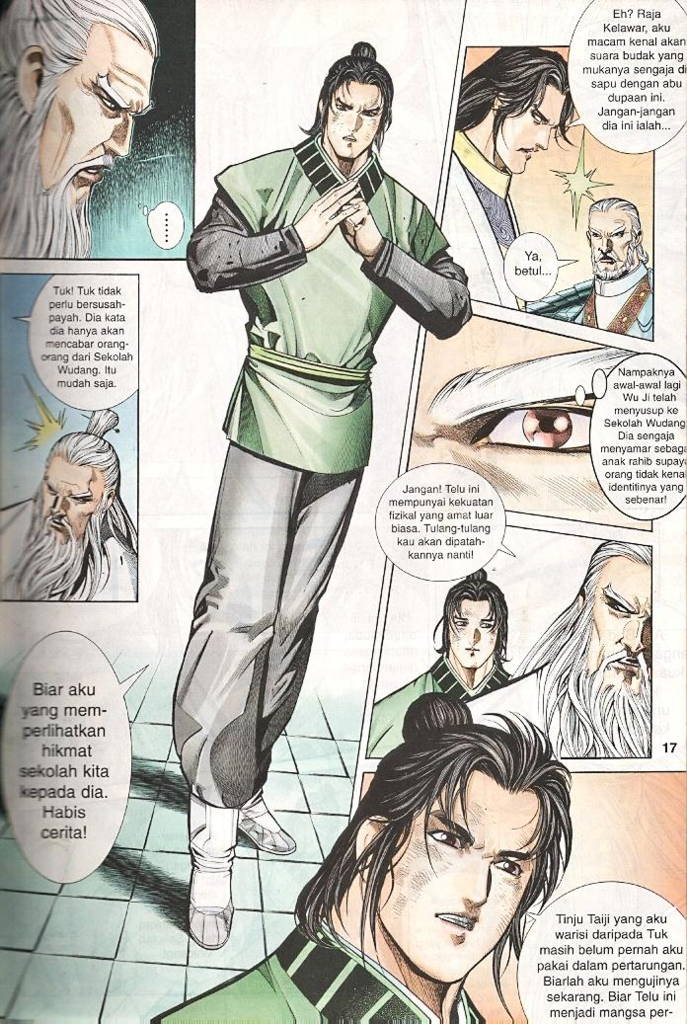 Eh? Raja
Kelawar, aku
macam kenal akan
suara budak yang
mukanya sengaja di
sapu dengan abu
dupaan ini.
Jangan-jangan
dia ini ialah...
......
Ya,
betul...
Tuk! Tuk tidak
perlu bersusah-
payah. Dia kata
dia hanya akan
mencabar orang-
orang dari Sekolah
Wudang. Itu
mudah saja.
Nampaknya
awal-awal lagi
Wu Ji telah
menyusup ke
Sekolah Wudang
Dia sengaja
menyamar sebaga
anak rahib supaya
orang tidak kenal
identitinya yang
sebenar!
Jangan! Telu ini
mempunyai kekuatan
fizikal yang amat luar
biasa. Tulang-tulang
kau akan dipatah-
kannya nanti!
Biar aku
yang mem-
perlihatkan
hikmat
sekolah kita
kepada dia.
Habis
cerita!
17
Tinju Taiji yang aku
warisi daripada Tuk
masih belum pernah aku
pakai dalam pertarungan.
Biarlah aku mengujinya
sekarang. Biar Telu ini
menjadi mangsa per-